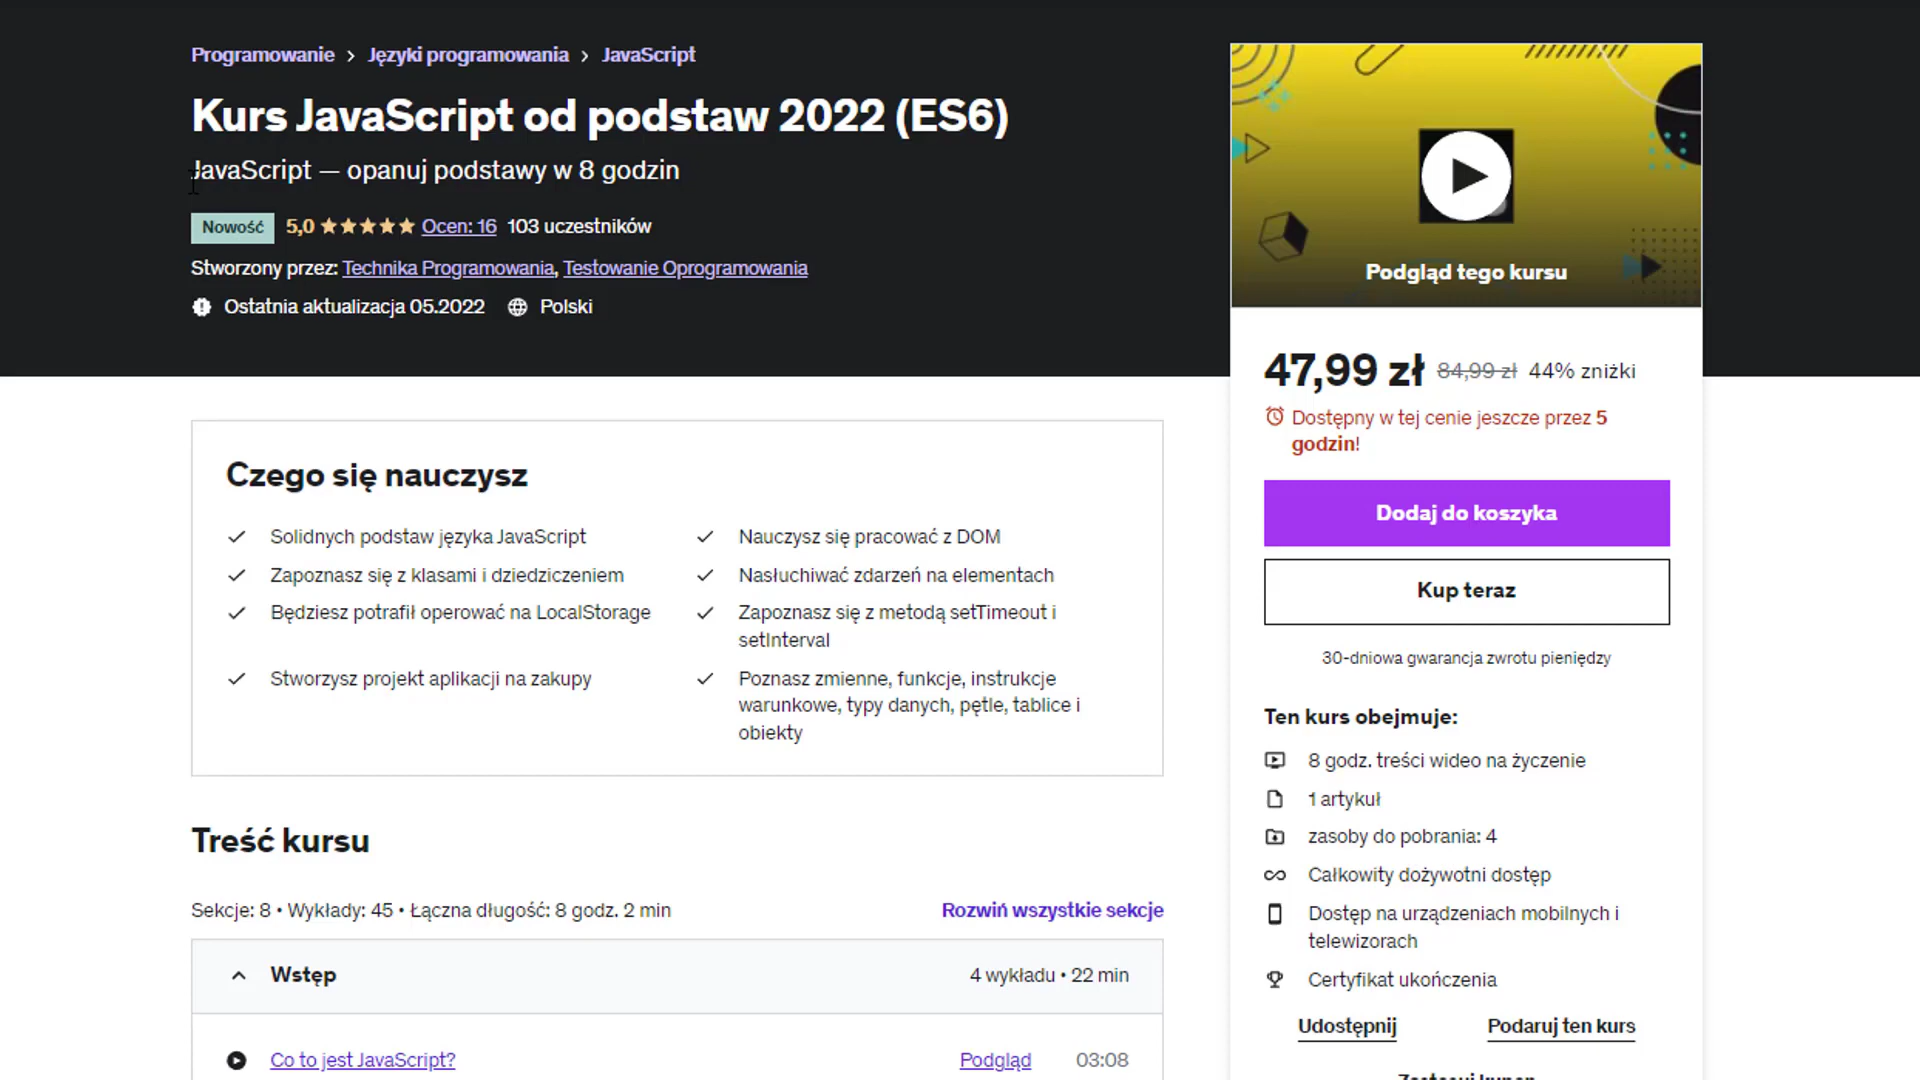 Programowanie > Języki programowania > JavaScript
Kurs JavaScript od podstaw 2022 (ES6)
JavaScript — opanuj podstawy w 8 godzin
Nowość 5,0 Ocen: 16 103 uczestników
Stworzony przez: Technika Programowania, Testowanie Oprogramowania
Ostatnia aktualizacja 05.2022 Polski
Czego się nauczysz
Solidnych podstaw języka JavaScript
Zapoznasz się z klasami i dziedziczeniem
Będziesz potrafił operować na LocalStorage
Stworzysz projekt aplikacji na zakupy
Nauczysz się pracować z DOM
Nasłuchiwać zdarzeń na elementach
Zapoznasz się z metodą setTimeout i
setInterval
Poznasz zmienne, funkcje, instrukcje
warunkowe, typy danych, pętle, tablice i
obiekty
Treść kursu
Sekcje: 8 • Wykłady: 45 • Łączna długość: 8 godz. 2 min
Rozwiń wszystkie sekcje
Wstęp
4 wykładu • 22 min
Co to jest JavaScript?
Podgląd
03:08
Podgląd tego kursu
47,99 zł 84,99 zł 44% zniżki
Dostępny w tej cenie jeszcze przez 5
godzin!
Dodaj do koszyka
Kup teraz
30-dniowa gwarancja zwrotu pieniędzy
Ten kurs obejmuje:
8 godz. treści wideo na życzenie
1 artykuł
zasoby do pobrania: 4
Całkowity dożywotni dostęp
Dostęp na urządzeniach mobilnych i
telewizorach
Certyfikat ukończenia
Udostępnij
Podaruj ten kurs
Zastosuj kupon